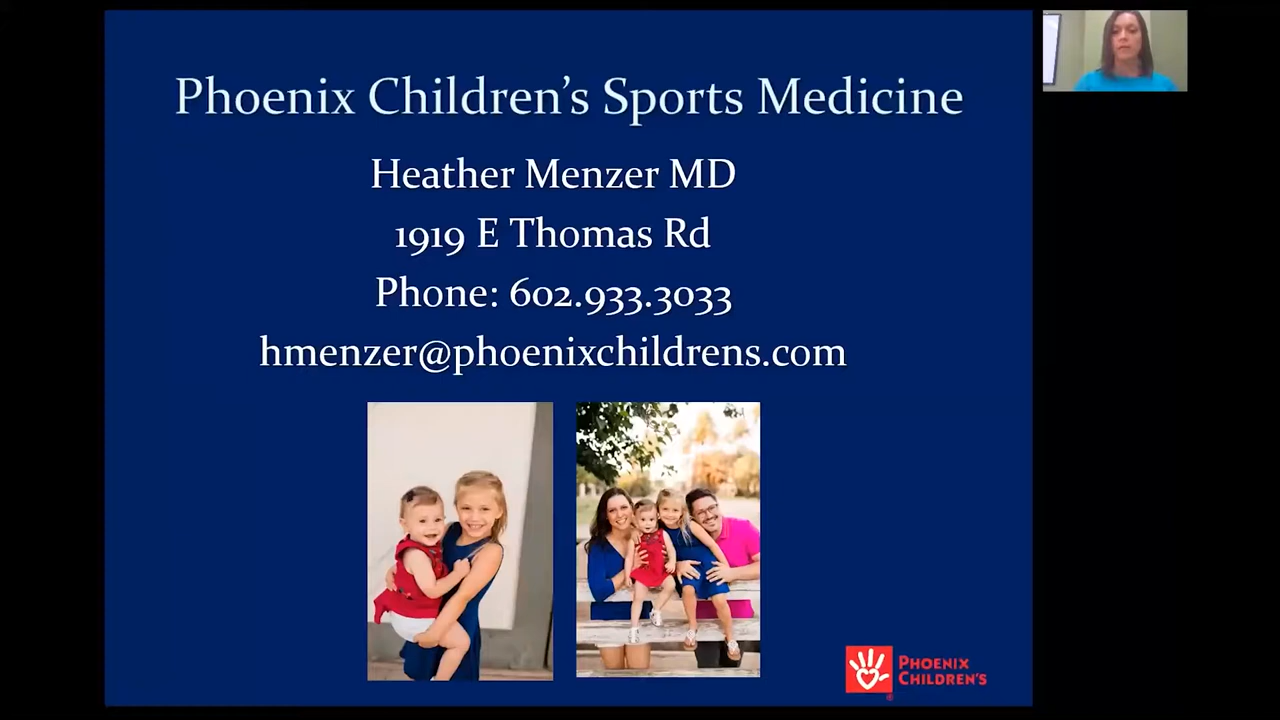 Phoenix Children's Sports Medicine
Heather Menzer MD
1919 E Thomas Rd
Phone: 602.933.3033
hmenzer@phoenixchildrens.com
PHOENIX
CHILDREN'S